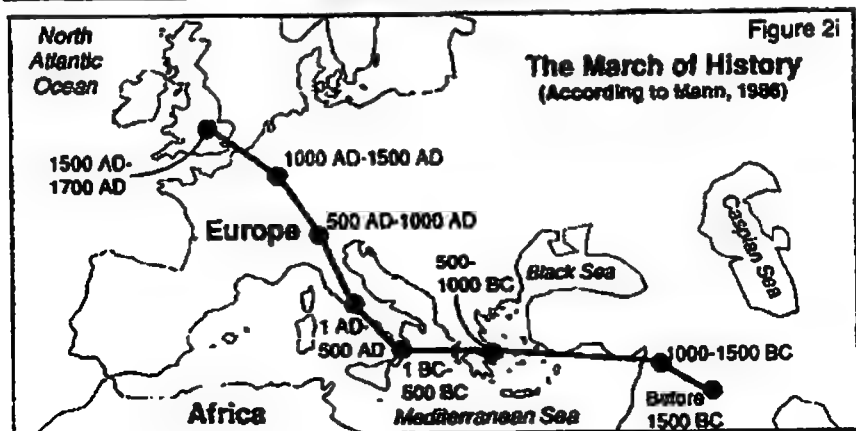 Figure 2i
The March of History
(According to Mann, 1986)
North
Atlantic
Ocean
1500 AD-
1700 AD
1000 AD-1500 AD
500 AD-1000 AD
Europe
500-
1000 BC
Black Sea
Caspian Sea
1 AD-
500 AD
1 BC-
500 BC
1000-1500 BC
Before
1500 BC
Africa
Mediterranean Sea